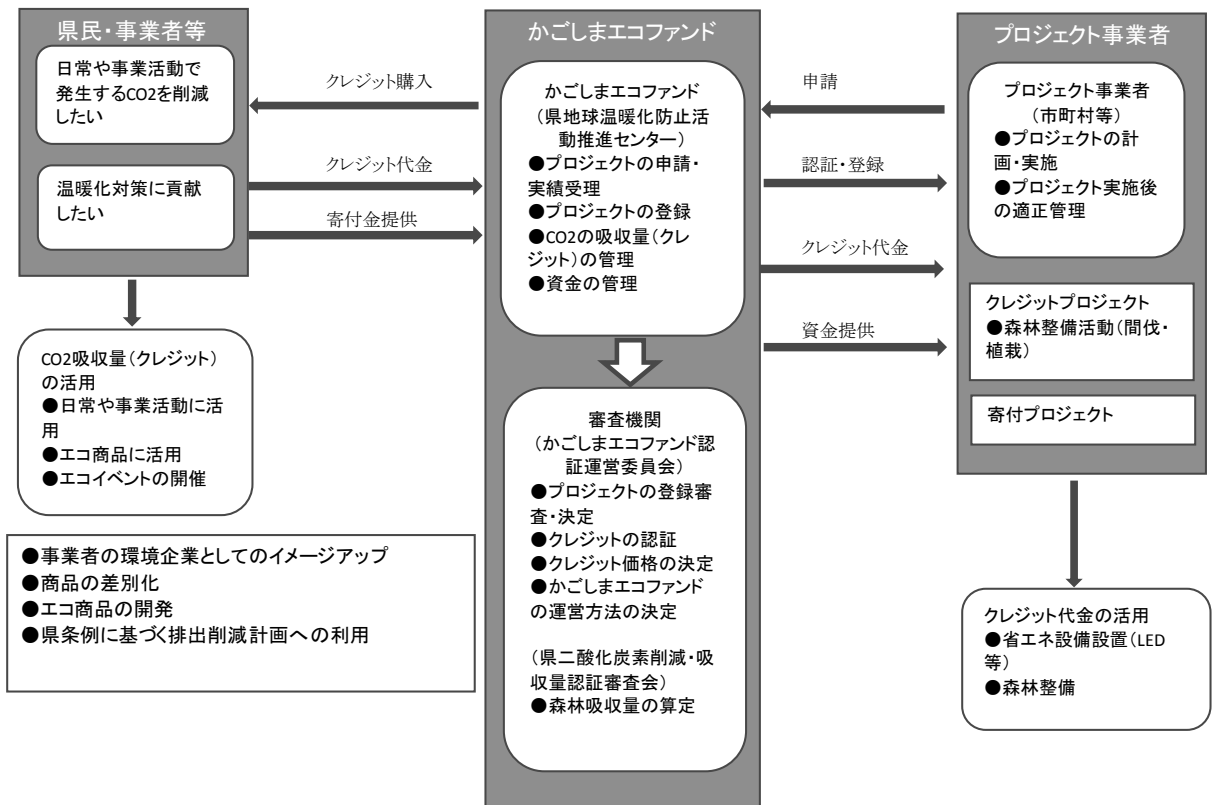 県民・事業者等
日常や事業活動で
発生するCO2を削減
したい
温暖化対策に貢献
したい
CO2吸収量（クレジット）
の活用
●日常や事業活動に活
用
●エコ商品に活用
●エコイベントの開催
●事業者の環境企業としてのイメージアップ
●商品の差別化
●エコ商品の開発
●県条例に基づく排出削減計画への利用
クレジット購入
クレジット代金
寄付金提供
かごしまエコファンド
かごしまエコファンド
（県地球温暖化防止活
動推進センター）
●プロジェクトの申請・
実績受理
●プロジェクトの登録
●CO2の吸収量（クレ
ジット）の管理
●資金の管理
審査機関
（かごしまエコファンド認
証運営委員会）
●プロジェクトの登録審
査・決定
●クレジットの認証
●クレジット価格の決定
●かごしまエコファンド
の運営方法の決定
（県二酸化炭素削減・吸
収量認証審査会）
●森林吸収量の算定
申請
認証・登録
クレジット代金
資金提供
プロジェクト事業者
プロジェクト事業者
（市町村等）
●プロジェクトの計
画・実施
●プロジェクト実施後
の適正管理
クレジットプロジェクト
●森林整備活動（間伐・
植栽）
寄付プロジェクト
クレジット代金の活用
●省エネ設備設置（LED
等）
●森林整備